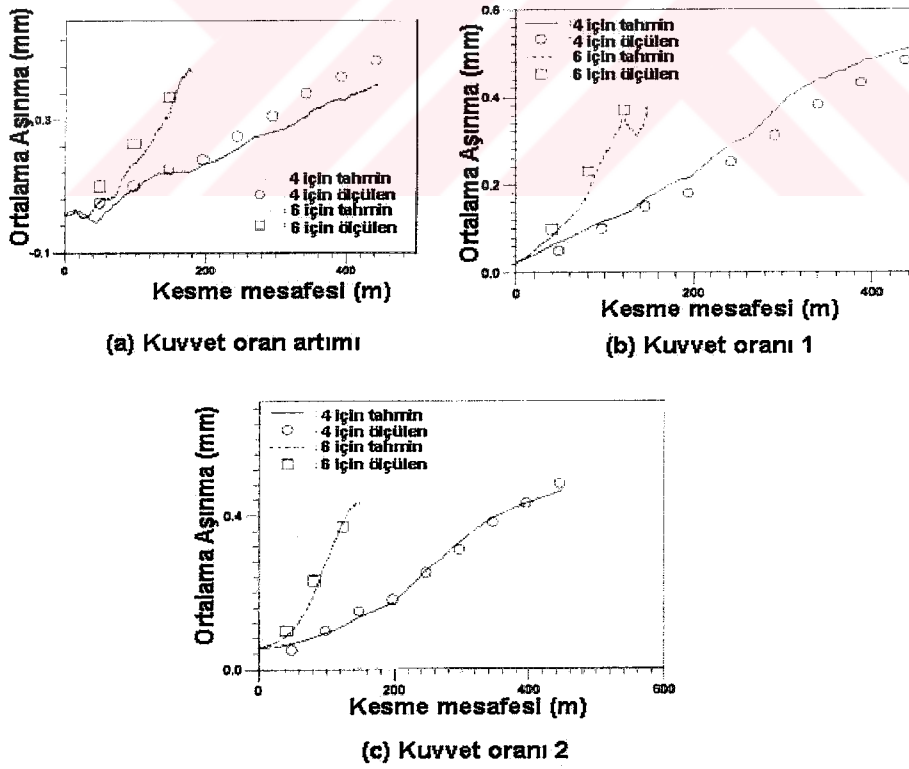 Ortalama Aşınma (mm)
0.3
-0.1
4 için tahmin
4 için ölçülen
6 için tahmin
6 için ölçülen
0
200
400
Kesme mesafesi (m)
(a) Kuvvet oran artımı
Ortalama Aşınma (mm)
0.6
0.4
0.2
0.0
4 için tahmin
4 için ölçülen
6 için tahmin
6 için ölçülen
0
200
400
Kesme mesafesi (m)
(b) Kuvvet oranı 1
Ortalama Aşınma (mm)
0.4
0.0
4 için tahmin
4 için ölçülen
6 için tahmin
6 için ölçülen
0
200
400
600
Kesme mesafesi (m)
(c) Kuvvet oranı 2